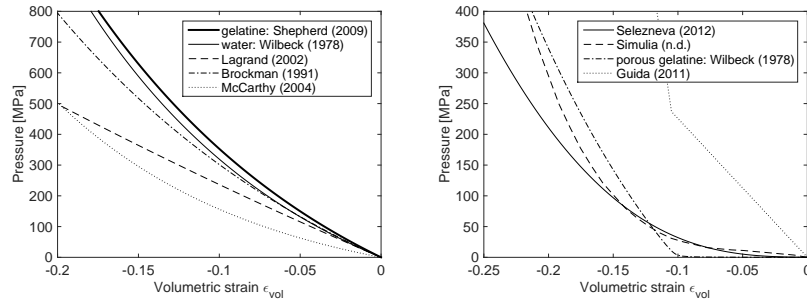 800
700
600
500
400
300
200
100
0
Pressure [MPa]
-0.2
-0.15
-0.1
-0.05
0
Volumetric strain ϵvol
gelatine: Shepherd (2009)
water: Wilbeck (1978)
Lagrand (2002)
Brockman (1991)
McCarthy (2004)
400
350
300
250
200
150
100
50
0
Pressure [MPa]
-0.25
-0.2
-0.15
-0.1
-0.05
0
Volumetric strain ϵvol
Selezneva (2012)
Simulia (n.d.)
porous gelatine: Wilbeck (1978)
Guida (2011)